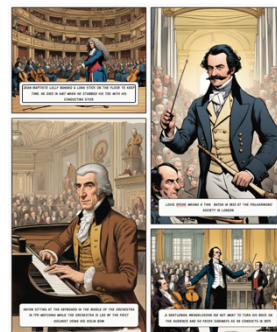 JEAN-BAPTISTE LULLY BANGED A LONG STICK ON THE FLOOR TO KEEP
TIME. HE DIED IN 1687 WHEN HE STABBED HIS TOE WITH HIS
CONDUCTING STICK
LOUIS SPOHR WAVING A TINY BATON IN 1820 AT THE PHILHARMONIC
SOCIETY IN LONDON
HAYDN SITTING AT THE KEYBOARD IN THE MIDDLE OF THE ORCHESTRA
IN 1791 WATCHING WHILE THE ORCHESTRA IS LED BY THE FIRST
VIOLINIST USING HIS VIOLIN BOW
A GENTLEMAN, MENDELSSOHN DID NOT WANT TO TURN HIS BACK ON
THE AUDIENCE AND SO FACED SIDEWAYS AS HE CONDUCTS IN 1829